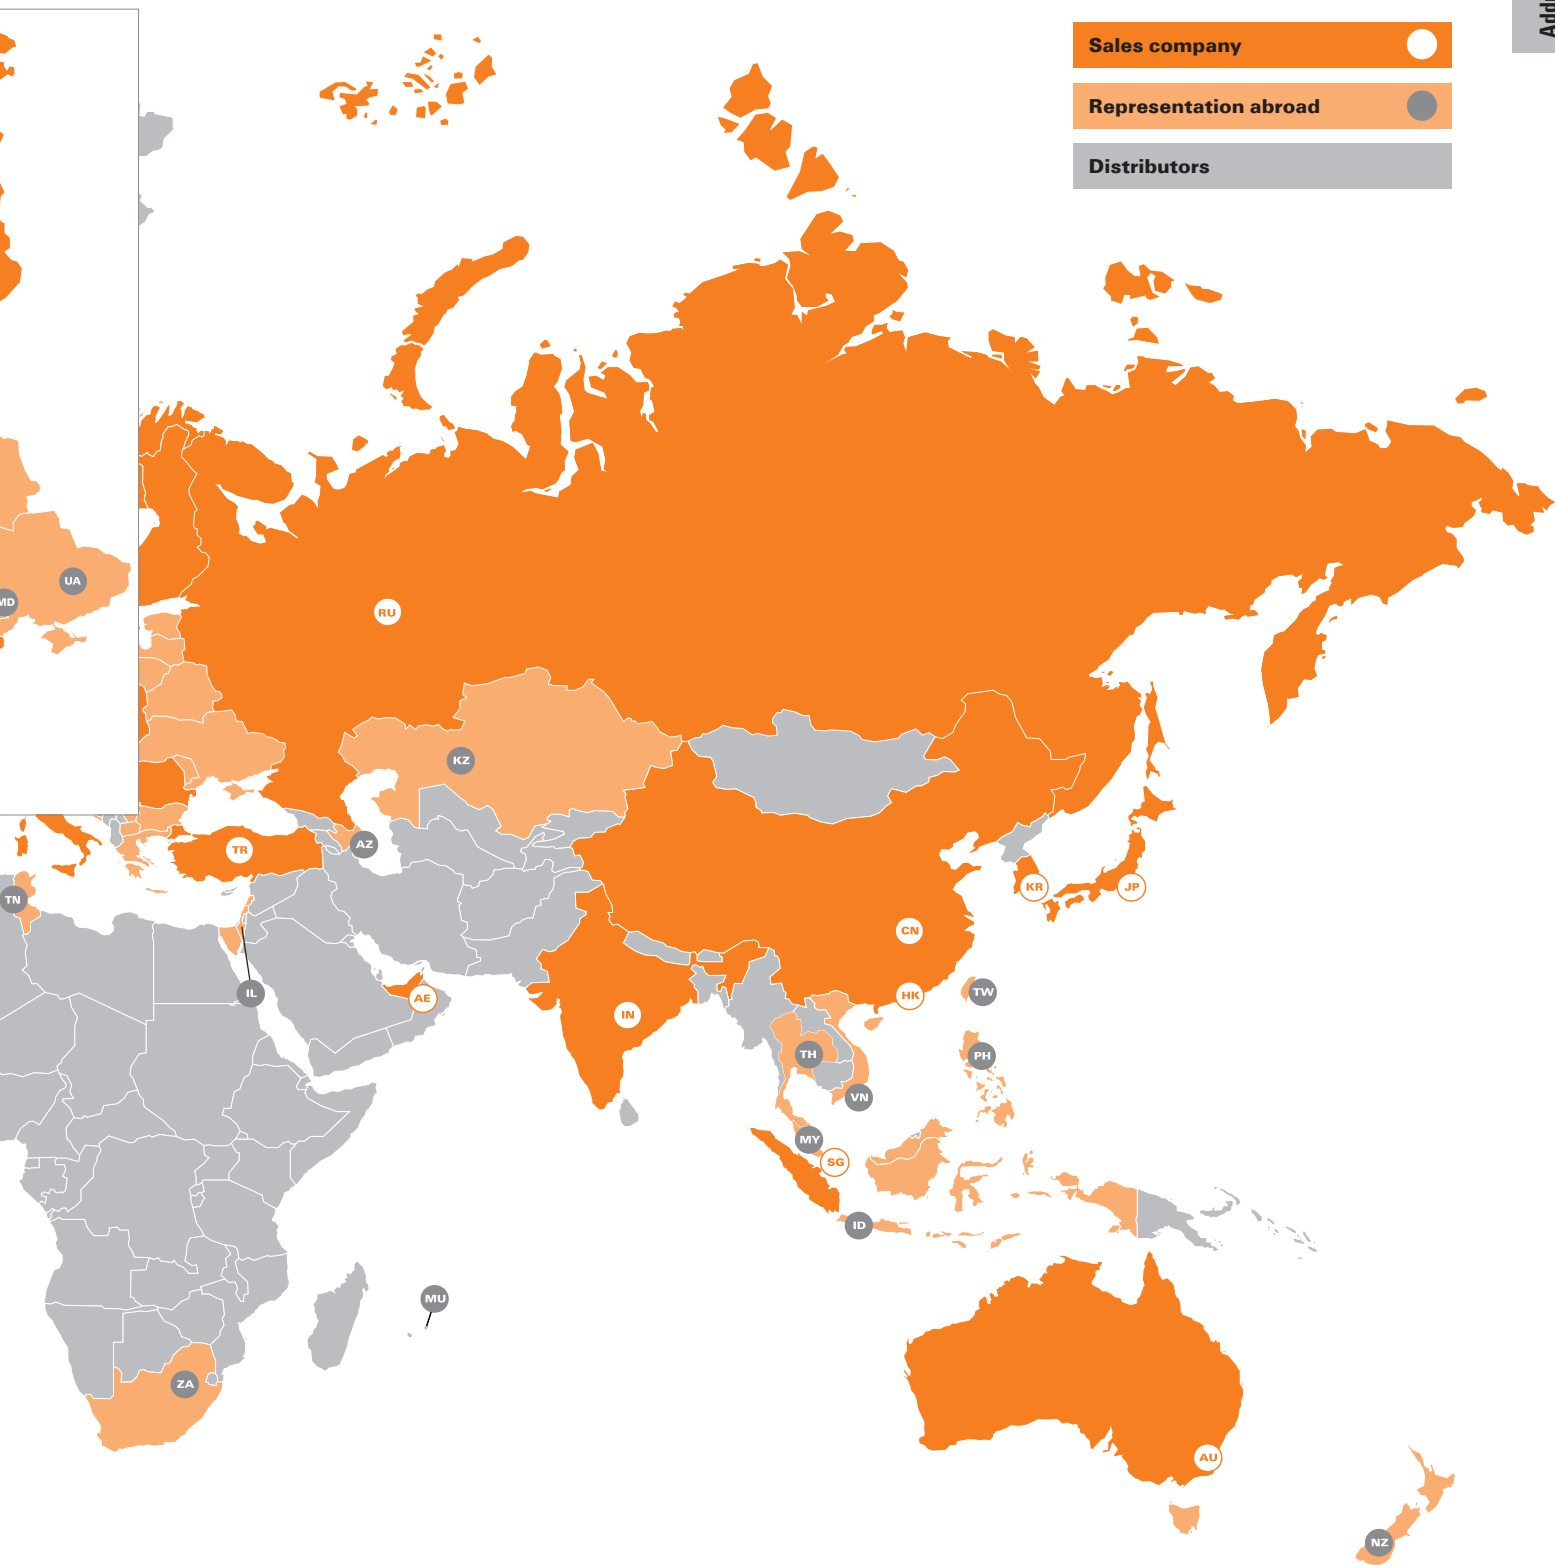 Sales company
Representation abroad
Distributors
UA
MD
RU
KZ
TR
AZ
KR
JP
TN
CN
IL
AE
HK
TW
IN
TH
PH
VN
MY
SG
ID
MU
ZA
AU
NZ